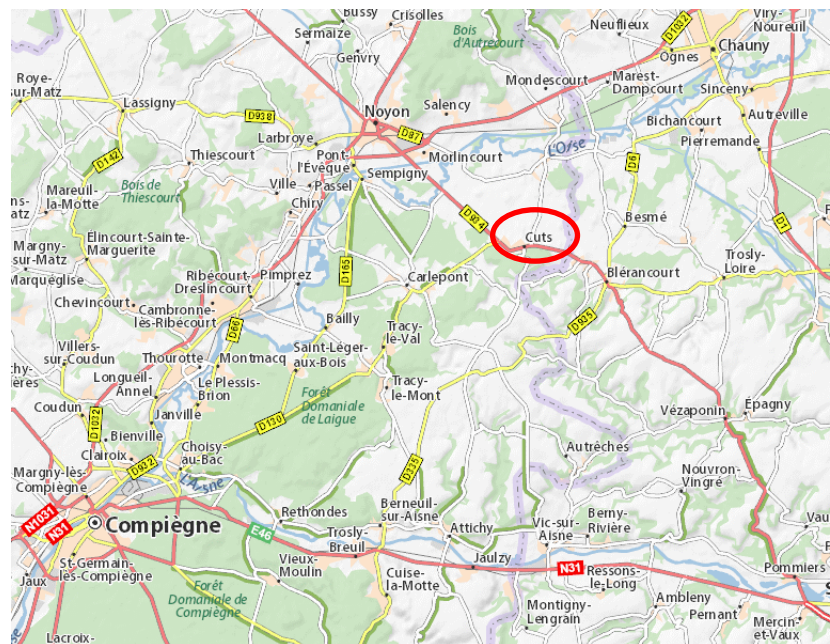 Bussy
Crisolles
Sermaize
Genvry
Bois
d'Autrecourt
Neuflieux
D1032
Viry-
Noureuil
Ognes
Chauny
Roye-
sur-Matz
Lassigny
D938
Noyon
Salency
Mondescourt
Marest-
Dampcourt
Sinceny
Autreville
Larbroye
D87
Bichancourt
Pierremande
D142
Thiescourt
Pont-
l'Évêque
Morlincourt
L'Oise
D6
Mareuil-
la-Motte
Bois de
Thiescourt
Ville
Passel
Sempigny
Chiry
D934
Cuts
Besmé
D1
Margny-
sur-Matz
Élincourt-Sainte-
Marguerite
D165
Trosly-
Loire
Marquéglise
Ribécourt-
Dreslincourt
Pimprez
Carlepont
Blérancourt
Chevincourt
Cambronne-
lès-Ribécourt
D66
Bailly
Tracy-
le-Val
D935
Villers-
sur-Coudun
Thourotte
Montmacq
Saint-Léger-
aux-Bois
Longueil-
Annel
Le Plessis-
Brion
Forêt
Domaniale
de Laigue
Tracy-
le-Mont
Coudun
Janville
D130
Vézaponin
Épagny
D1032
Bienville
Clairoix
D932
Choisy-
au-Bac
Autrêches
Margny-lès-
Compiègne
L'Aisne
D335
Nouvron-
Vingré
N1031
N31
Compiègne
Rethondes
Berneuil-
sur-Aisne
E46
Trosly-
Breuil
Attichy
Vic-sur-
Aisne
Berny-
Rivière
St-Germain-
lès-Compiègne
Jaux
Vieux-
Moulin
Cuise-
la-Motte
Jaulzy
N31
Ressons-
le-Long
Pommiers
Forêt
Domaniale de
Compiègne
Montigny-
Lengrain
Ambleny
Pernant
Mercin-
et-Vaux
Lacroix-